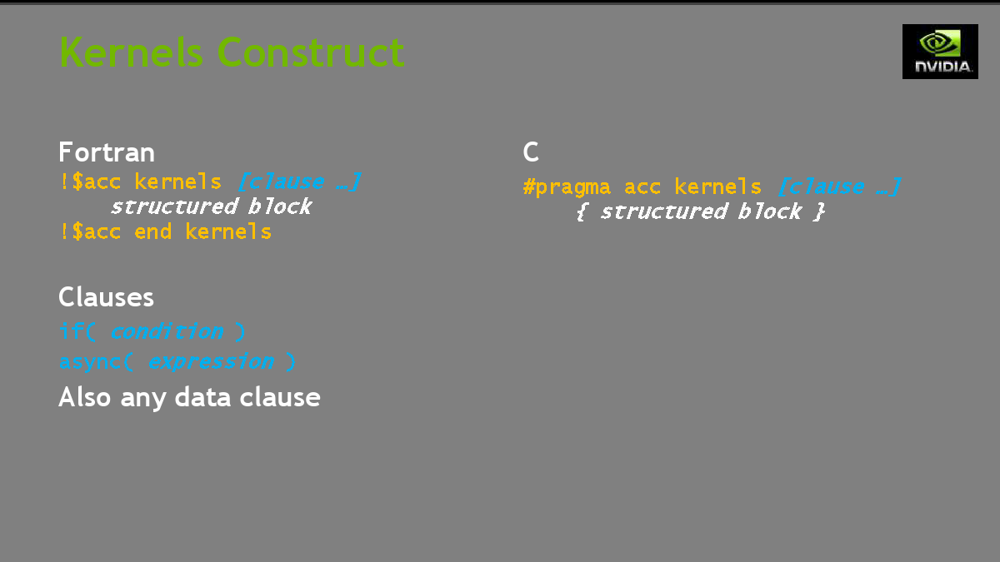 Kernels Construct
NVIDIA.
Fortran
!$acc kernels [clause …]
structured block
!$acc end kernels
C
#pragma acc kernels [clause …]
{ structured block }
Clauses
if( condition )
async( expression )
Also any data clause